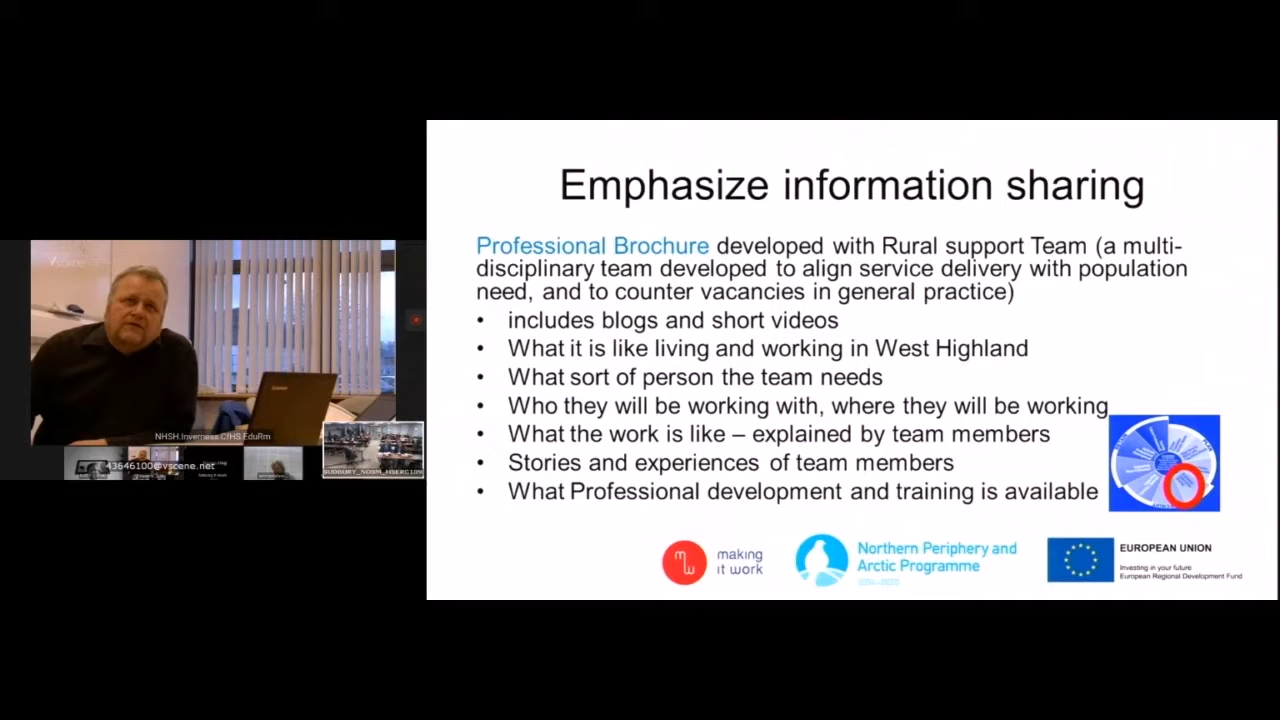 Emphasize information sharing
Professional Brochure developed with Rural support Team (a multi-
disciplinary team developed to align service delivery with population
need, and to counter vacancies in general practice)
• includes blogs and short videos
• What it is like living and working in West Highland
• What sort of person the team needs
• Who they will be working with, where they will be working
• What the work is like – explained by team members
• Stories and experiences of team members
• What Professional development and training is available
making
it work
Northern Periphery and
Arctic Programme
2014–2020
EUROPEAN UNION
Investing in your future
European Regional Development Fund
NHSH.Inverness.CfHS.EduRm
43646100@vscene.net
SUDBURY_NOSM_HSERC109
Lenovo